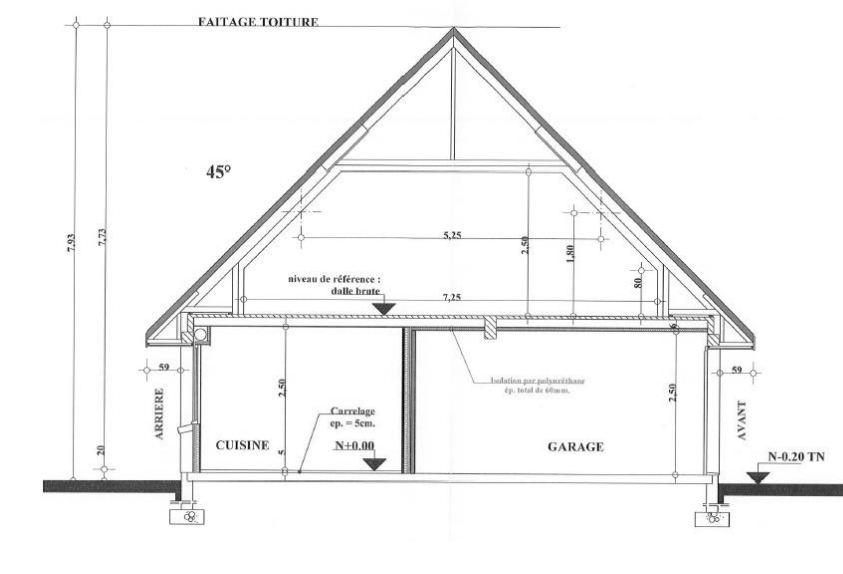 FAITAGE TOITURE
45°
7,93
7,73
5,25
2,50
1,80
80
niveau de référence :
dalle brute
7,25
6
59
59
ARRIERE
AVANT
2,50
2,50
Isolation par polyuréthane
ép. total de 60mm.
Carrelage
ep. = 5cm.
CUISINE
N+0.00
GARAGE
20
5
N-0.20 TN